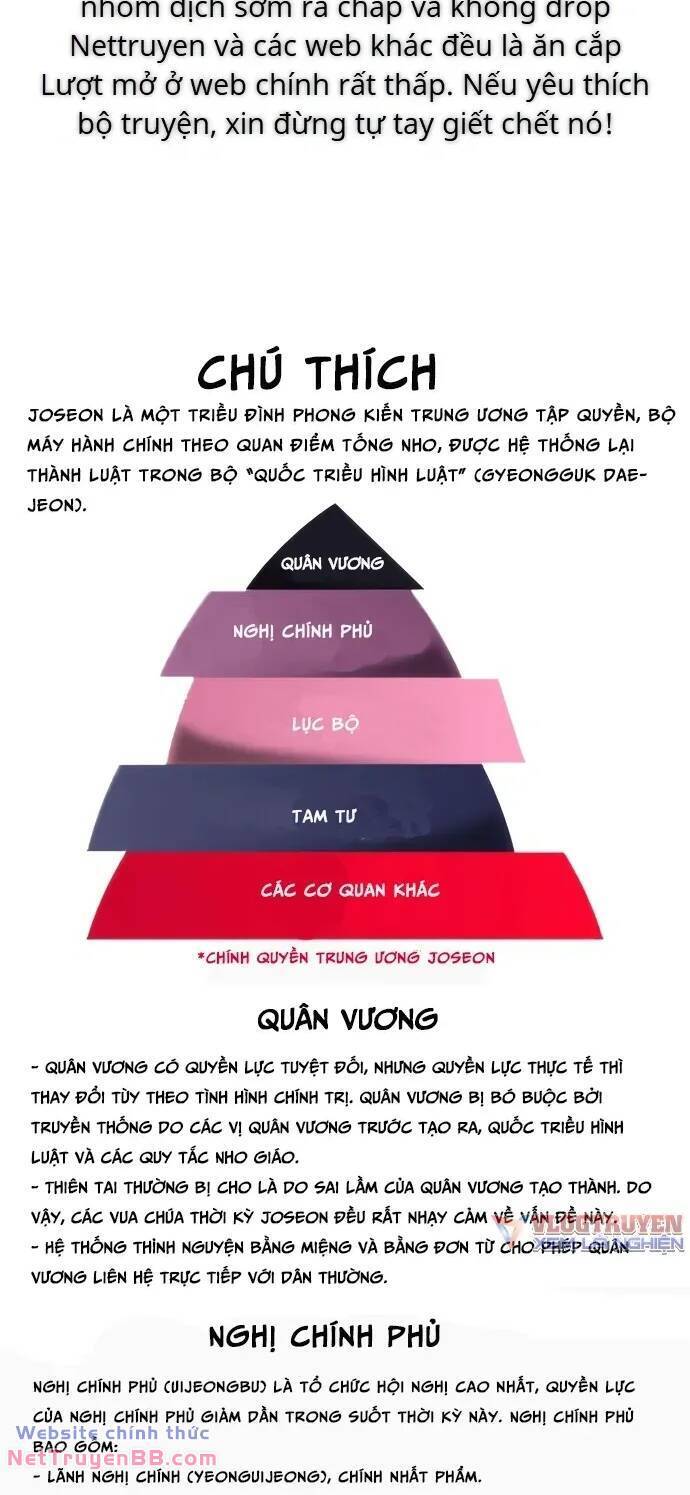 nhóm dịch sớm ra chap và không drop
Nettruyen và các web khác đều là ăn cắp
Lượt mở ở web chính rất thấp. Nếu yêu thích
bộ truyện, xin đừng tự tay giết chết nó!
CHÚ THÍCH
JOSEON LÀ MỘT TRIỀU ĐÌNH PHONG KIẾN TRUNG ƯƠNG TẬP QUYỀN, BỘ
MÁY HÀNH CHÍNH THEO QUAN ĐIỂM TỐNG NHO, ĐƯỢC HỆ THỐNG LẠI
THÀNH LUẬT TRONG BỘ "QUỐC TRIỀU HÌNH LUẬT" (GYEONGGUK DAE-
JEON).
QUÂN VƯƠNG
NGHỊ CHÍNH PHỦ
LỤC BỘ
TAM TƯ
CÁC CƠ QUAN KHÁC
*CHÍNH QUYỀN TRUNG ƯƠNG JOSEON
QUÂN VƯƠNG
- QUÂN VƯƠNG CÓ QUYỀN LỰC TUYỆT ĐỐI, NHƯNG QUYỀN LỰC THỰC TẾ THÌ
THAY ĐỔI TÙY THEO TÌNH HÌNH CHÍNH TRỊ. QUÂN VƯƠNG BỊ BÓ BUỘC BỞI
TRUYỀN THỐNG DO CÁC VỊ QUÂN VƯƠNG TRƯỚC TẠO RA, QUỐC TRIỀU HÌNH
LUẬT VÀ CÁC QUY TẮC NHO GIÁO.
- THIÊN TAI THƯỜNG BỊ CHO LÀ DO SAI LẦM CỦA QUÂN VƯƠNG TẠO THÀNH. DO
VẬY, CÁC VUA CHÚA THỜI KỲ JOSEON ĐỀU RẤT NHẠY CẢM VỀ VẤN ĐỀ NÀY.
- HỆ THỐNG THỈNH NGUYỆN BẰNG MIỆNG VÀ BẰNG ĐƠN TỪ CHO PHÉP QUÂN
VƯƠNG LIÊN HỆ TRỰC TIẾP VỚI DÂN THƯỜNG.
VLOGTRUYEN
XEM LÀ NGHIỆN
NGHỊ CHÍNH PHỦ
NGHỊ CHÍNH PHỦ (UIJEONGBU) LÀ TỔ CHỨC HỘI NGHỊ CAO NHẤT, QUYỀN LỰC
CỦA NGHỊ CHÍNH PHỦ GIẢM DẦN TRONG SUỐT THỜI KỲ NÀY. NGHỊ CHÍNH PHỦ
BAO GỒM:
Website chính thức
NetTruyenBB.com
- LÃNH NGHỊ CHÍNH (YEONGUIJEONG), CHÍNH NHẤT PHẨM.